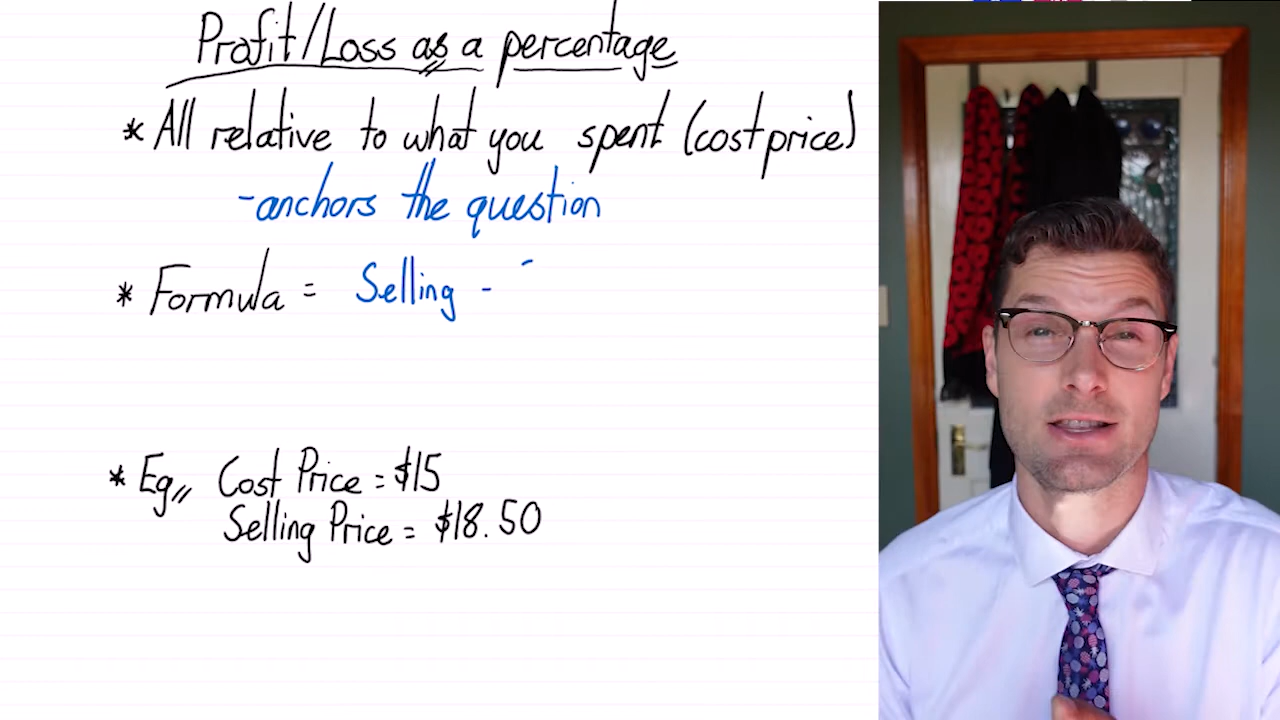 Profit/Loss as a percentage
* All relative to what you spent (cost price)
- anchors the question
* Formula = Selling -
* Eg,, Cost Price = $15
Selling Price = $18.50